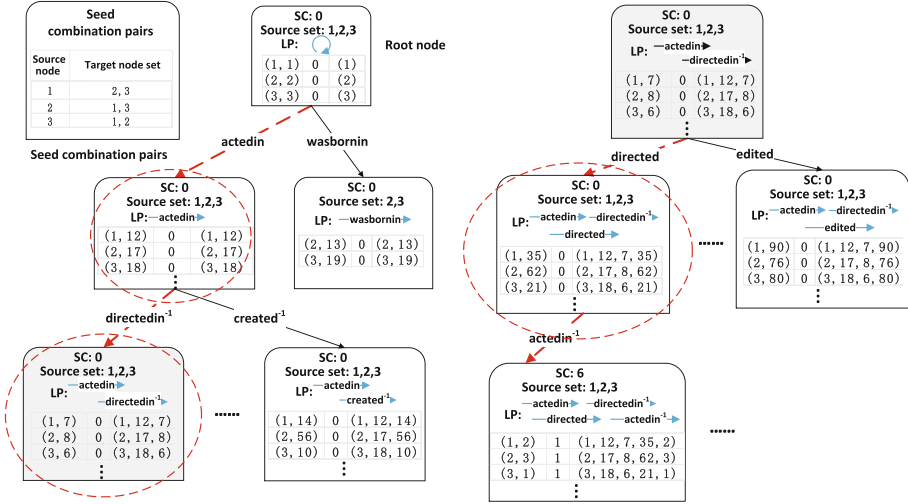 Seed
combination pairs
Source
node
Target node set
1 2, 3
2 1, 3
3 1, 2
Seed combination pairs
SC: 0
Source set: 1,2,3
LP:
(1, 1) 0 (1)
(2, 2) 0 (2)
(3, 3) 0 (3)
Root node
actedin
wasbornin
SC: 0
Source set: 1,2,3
LP: actedin
(1, 12) 0 (1, 12)
(2, 17) 0 (2, 17)
(3, 18) 0 (3, 18)
SC: 0
Source set: 2,3
LP: wasbornin
(2, 13) 0 (2, 13)
(3, 19) 0 (3, 19)
directedin-1
created-1
SC: 0
Source set: 1,2,3
LP: actedin
directedin-1
(1, 7) 0 (1, 12, 7)
(2, 8) 0 (2, 17, 8)
(3, 6) 0 (3, 18, 6)
......
SC: 0
Source set: 1,2,3
LP: actedin
created-1
(1, 14) 0 (1, 12, 14)
(2, 56) 0 (2, 17, 56)
(3, 10) 0 (3, 18, 10)
SC: 0
Source set: 1,2,3
LP: actedin
directedin-1
(1, 7) 0 (1, 12, 7)
(2, 8) 0 (2, 17, 8)
(3, 6) 0 (3, 18, 6)
directed
edited
SC: 0
Source set: 1,2,3
LP: actedin directedin-1
directed
(1, 35) 0 (1, 12, 7, 35)
(2, 62) 0 (2, 17, 8, 62)
(3, 21) 0 (3, 18, 6, 21)
......
SC: 0
Source set: 1,2,3
LP: actedin directedin-1
edited
(1, 90) 0 (1, 12, 7, 90)
(2, 76) 0 (2, 17, 8, 76)
(3, 80) 0 (3, 18, 6, 80)
actedin-1
SC: 6
Source set: 1,2,3
LP: actedin directedin-1
directed actedin-1
(1, 2) 1 (1, 12, 7, 35, 2)
(2, 3) 1 (2, 17, 8, 62, 3)
(3, 1) 1 (3, 18, 6, 21, 1)
......